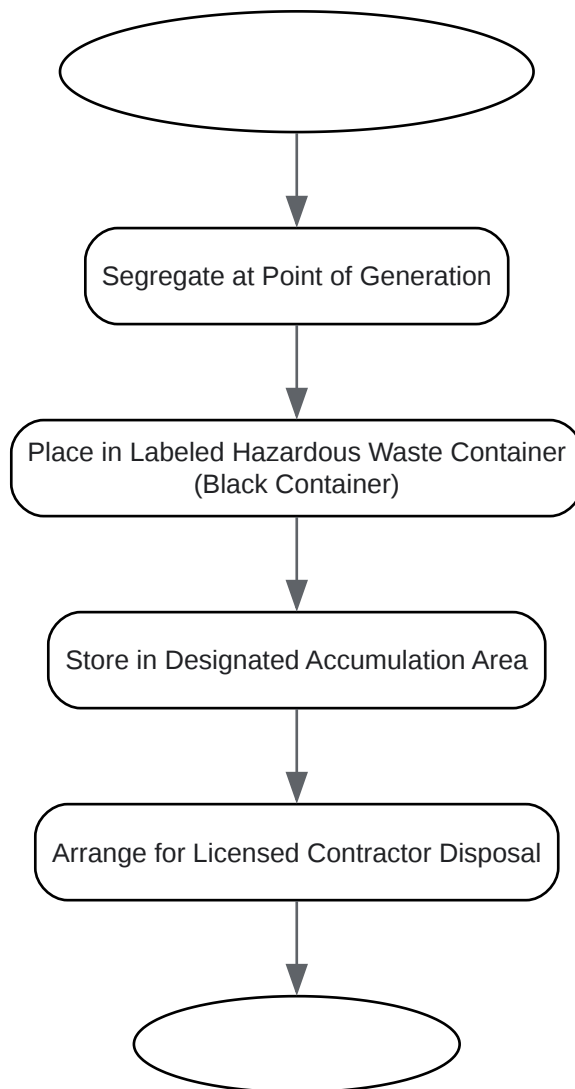 Segregate at Point of Generation
Place in Labeled Hazardous Waste Container
(Black Container)
Store in Designated Accumulation Area
Arrange for Licensed Contractor Disposal